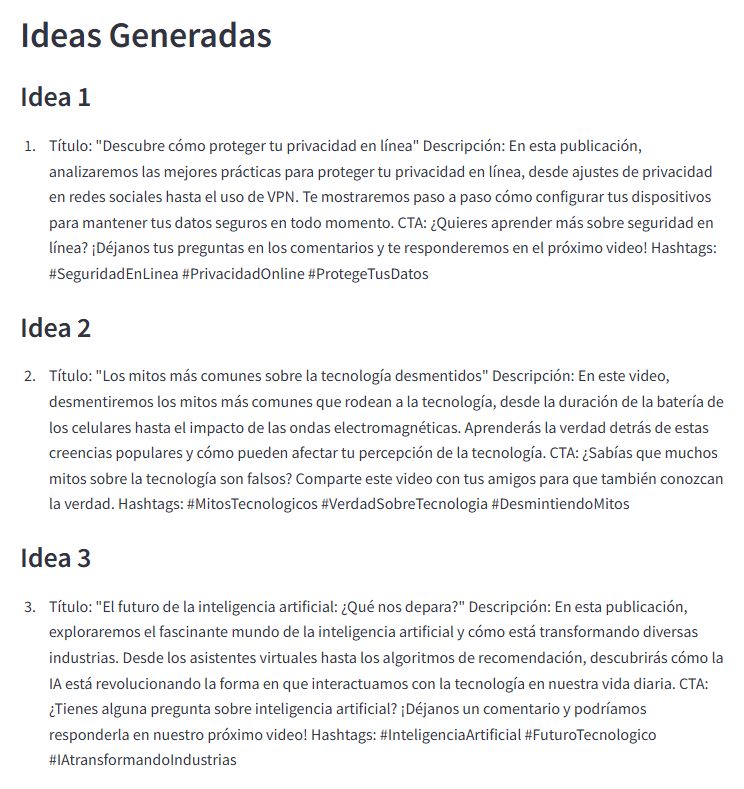 Ideas Generadas
Idea 1
1. Título: "Descubre cómo proteger tu privacidad en línea" Descripción: En esta publicación,
analizaremos las mejores prácticas para proteger tu privacidad en línea, desde ajustes de privacidad
en redes sociales hasta el uso de VPN. Te mostraremos paso a paso cómo configurar tus dispositivos
para mantener tus datos seguros en todo momento. CTA: ¿Quieres aprender más sobre seguridad en
línea? ¡Déjanos tus preguntas en los comentarios y te responderemos en el próximo video! Hashtags:
#SeguridadEnLinea #PrivacidadOnline #ProtegeTusDatos
Idea 2
2. Título: "Los mitos más comunes sobre la tecnología desmentidos" Descripción: En este video,
desmentiremos los mitos más comunes que rodean a la tecnología, desde la duración de la batería de
los celulares hasta el impacto de las ondas electromagnéticas. Aprenderás la verdad detrás de estas
creencias populares y cómo pueden afectar tu percepción de la tecnología. CTA: ¿Sabías que muchos
mitos sobre la tecnología son falsos? Comparte este video con tus amigos para que también conozcan
la verdad. Hashtags: #MitosTecnologicos #VerdadSobreTecnologia #DesmintiendoMitos
Idea 3
3. Título: "El futuro de la inteligencia artificial: ¿Qué nos depara?" Descripción: En esta publicación,
exploraremos el fascinante mundo de la inteligencia artificial y cómo está transformando diversas
industrias. Desde los asistentes virtuales hasta los algoritmos de recomendación, descubrirás cómo la
IA está revolucionando la forma en que interactuamos con la tecnología en nuestra vida diaria. CTA:
¿Tienes alguna pregunta sobre inteligencia artificial? ¡Déjanos un comentario y podríamos
responderla en nuestro próximo video! Hashtags: #InteligenciaArtificial #FuturoTecnologico
#IAtransformandoIndustrias